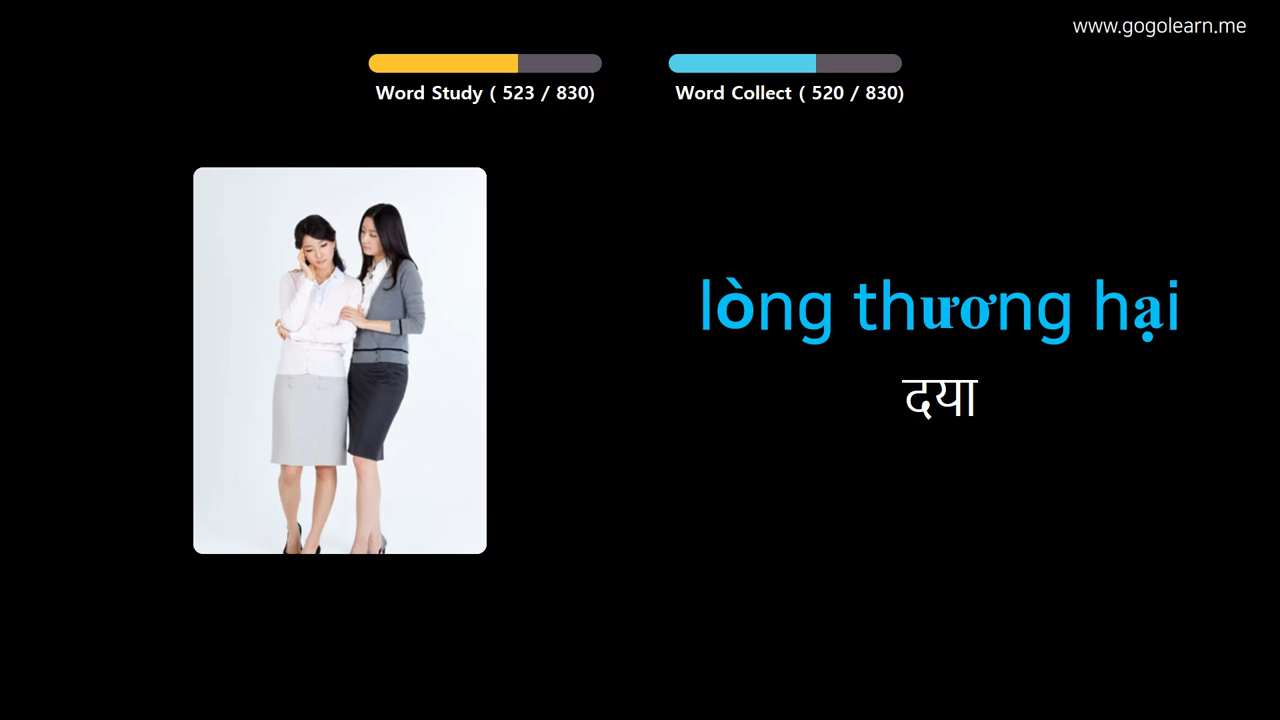 www.gogolearn.me
Word Study ( 523 / 830)
Word Collect ( 520 / 830)
lòng thương hại
दया